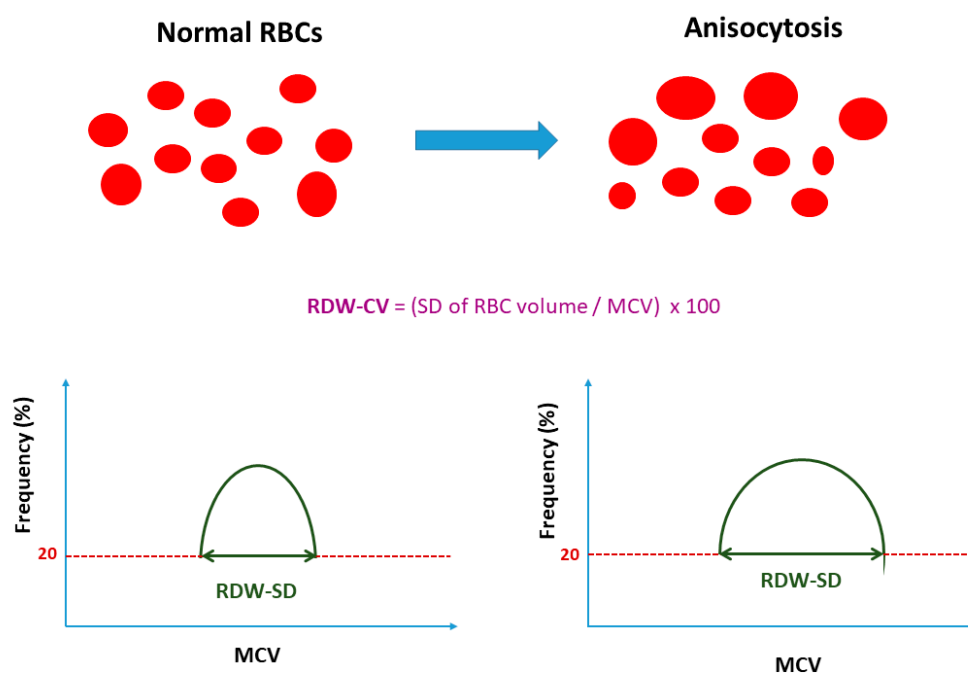 Normal RBCs
Anisocytosis
RDW-CV = (SD of RBC volume / MCV) x 100
Frequency (%)
20
RDW-SD
MCV
Frequency (%)
20
RDW-SD
MCV